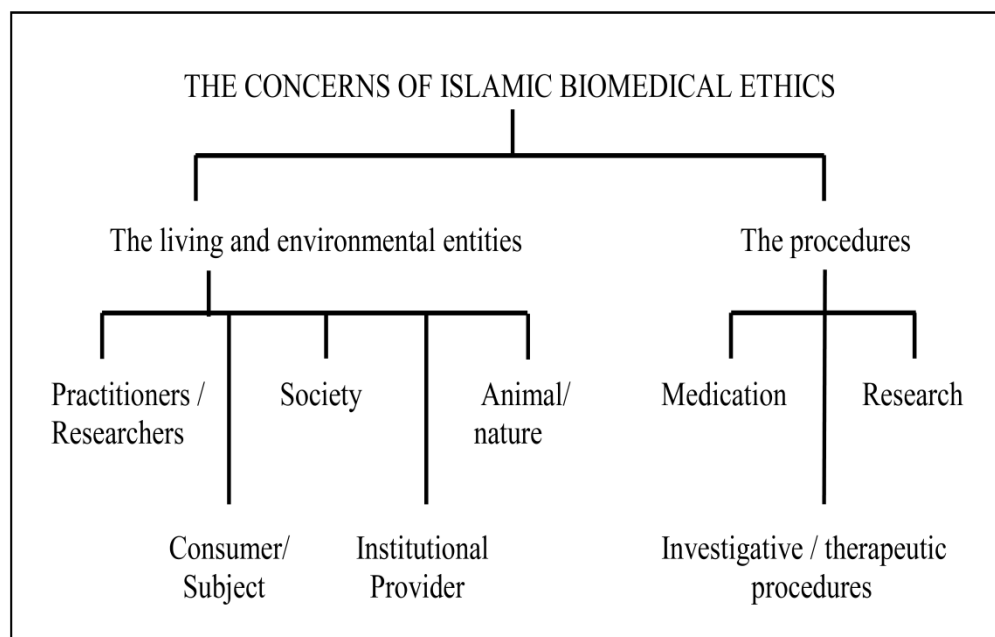 THE CONCERNS OF ISLAMIC BIOMEDICAL ETHICS
The living and environmental entities
The procedures
Practitioners /
Researchers
Society
Animal/
nature
Medication
Research
Consumer/
Subject
Institutional
Provider
Investigative / therapeutic
procedures